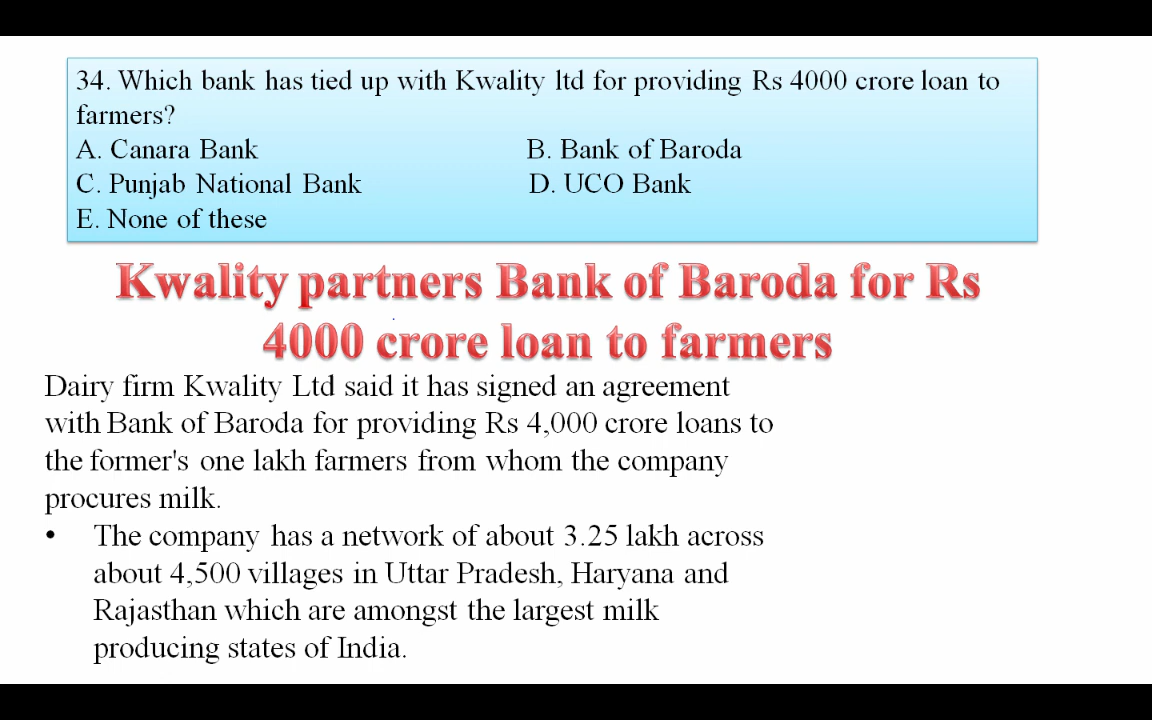 34. Which bank has tied up with Kwality ltd for providing Rs 4000 crore loan to
farmers?
A. Canara Bank B. Bank of Baroda
C. Punjab National Bank D. UCO Bank
E. None of these
Kwality partners Bank of Baroda for Rs
4000 crore loan to farmers
Dairy firm Kwality Ltd said it has signed an agreement
with Bank of Baroda for providing Rs 4,000 crore loans to
the former's one lakh farmers from whom the company
procures milk.
• The company has a network of about 3.25 lakh across
about 4,500 villages in Uttar Pradesh, Haryana and
Rajasthan which are amongst the largest milk
producing states of India.